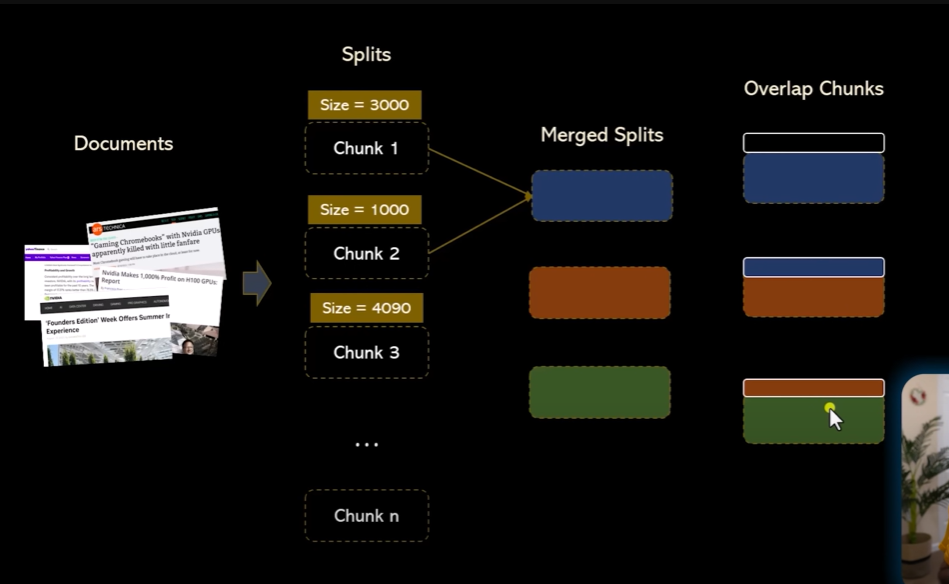 Splits
Overlap Chunks
Size = 3000
Merged Splits
Documents
Chunk 1
Size = 1000
Chunk 2
Size = 4090
Chunk 3
...
Chunk n
TECHNICA
"Gaming Chromebooks" with Nvidia GPUs
apparently killed with little fanfare
Nvidia Makes 1,000% Profit on H100 GPUs:
Report
NVIDIA
'Founders Edition' Week Offers Summer
Experience